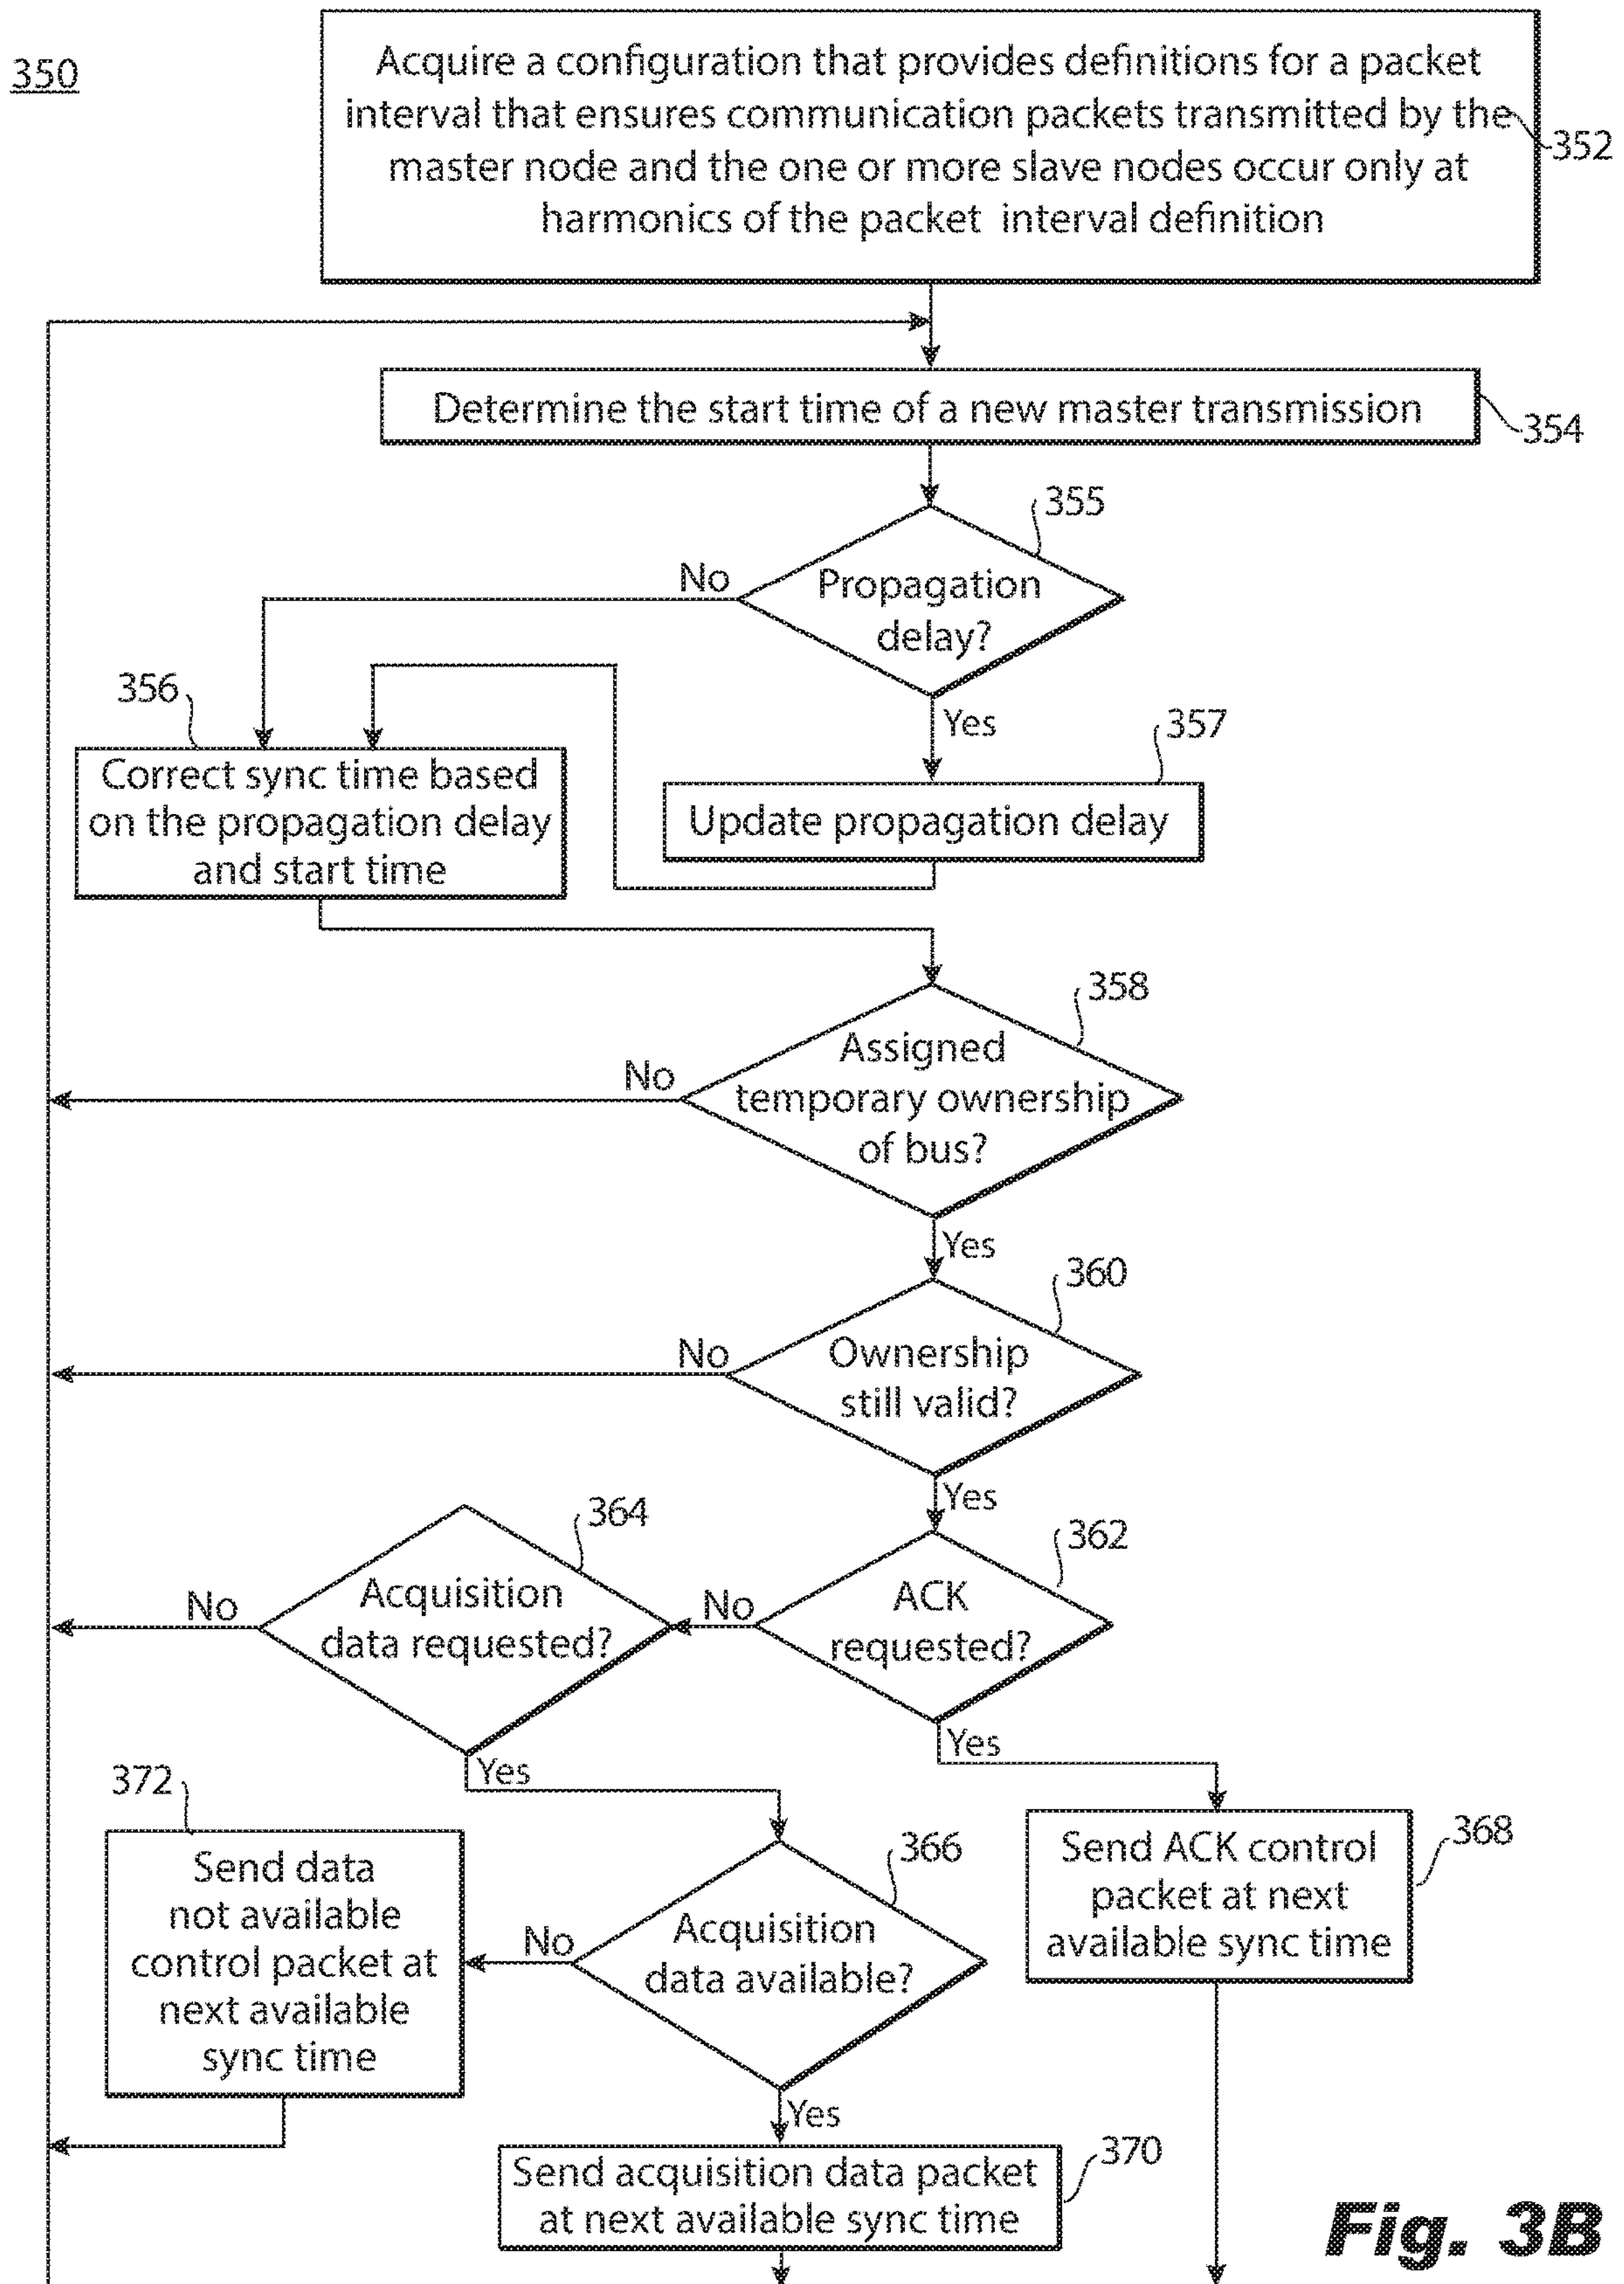 350
Acquire a configuration that provides definitions for a packet
interval that ensures communication packets transmitted by the
master node and the one or more slave nodes occur only at
harmonics of the packet interval definition
352
Determine the start time of a new master transmission
354
355
Propagation
delay?
No
Yes
356
Correct sync time based
on the propagation delay
and start time
357
Update propagation delay
358
Assigned
temporary ownership
of bus?
No
Yes
360
Ownership
still valid?
No
Yes
362
ACK
requested?
No
Yes
364
Acquisition
data requested?
No
Yes
366
Acquisition
data available?
No
Yes
368
Send ACK control
packet at next
available sync time
372
Send data
not available
control packet at
next available
sync time
370
Send acquisition data packet
at next available sync time
Fig. 3B